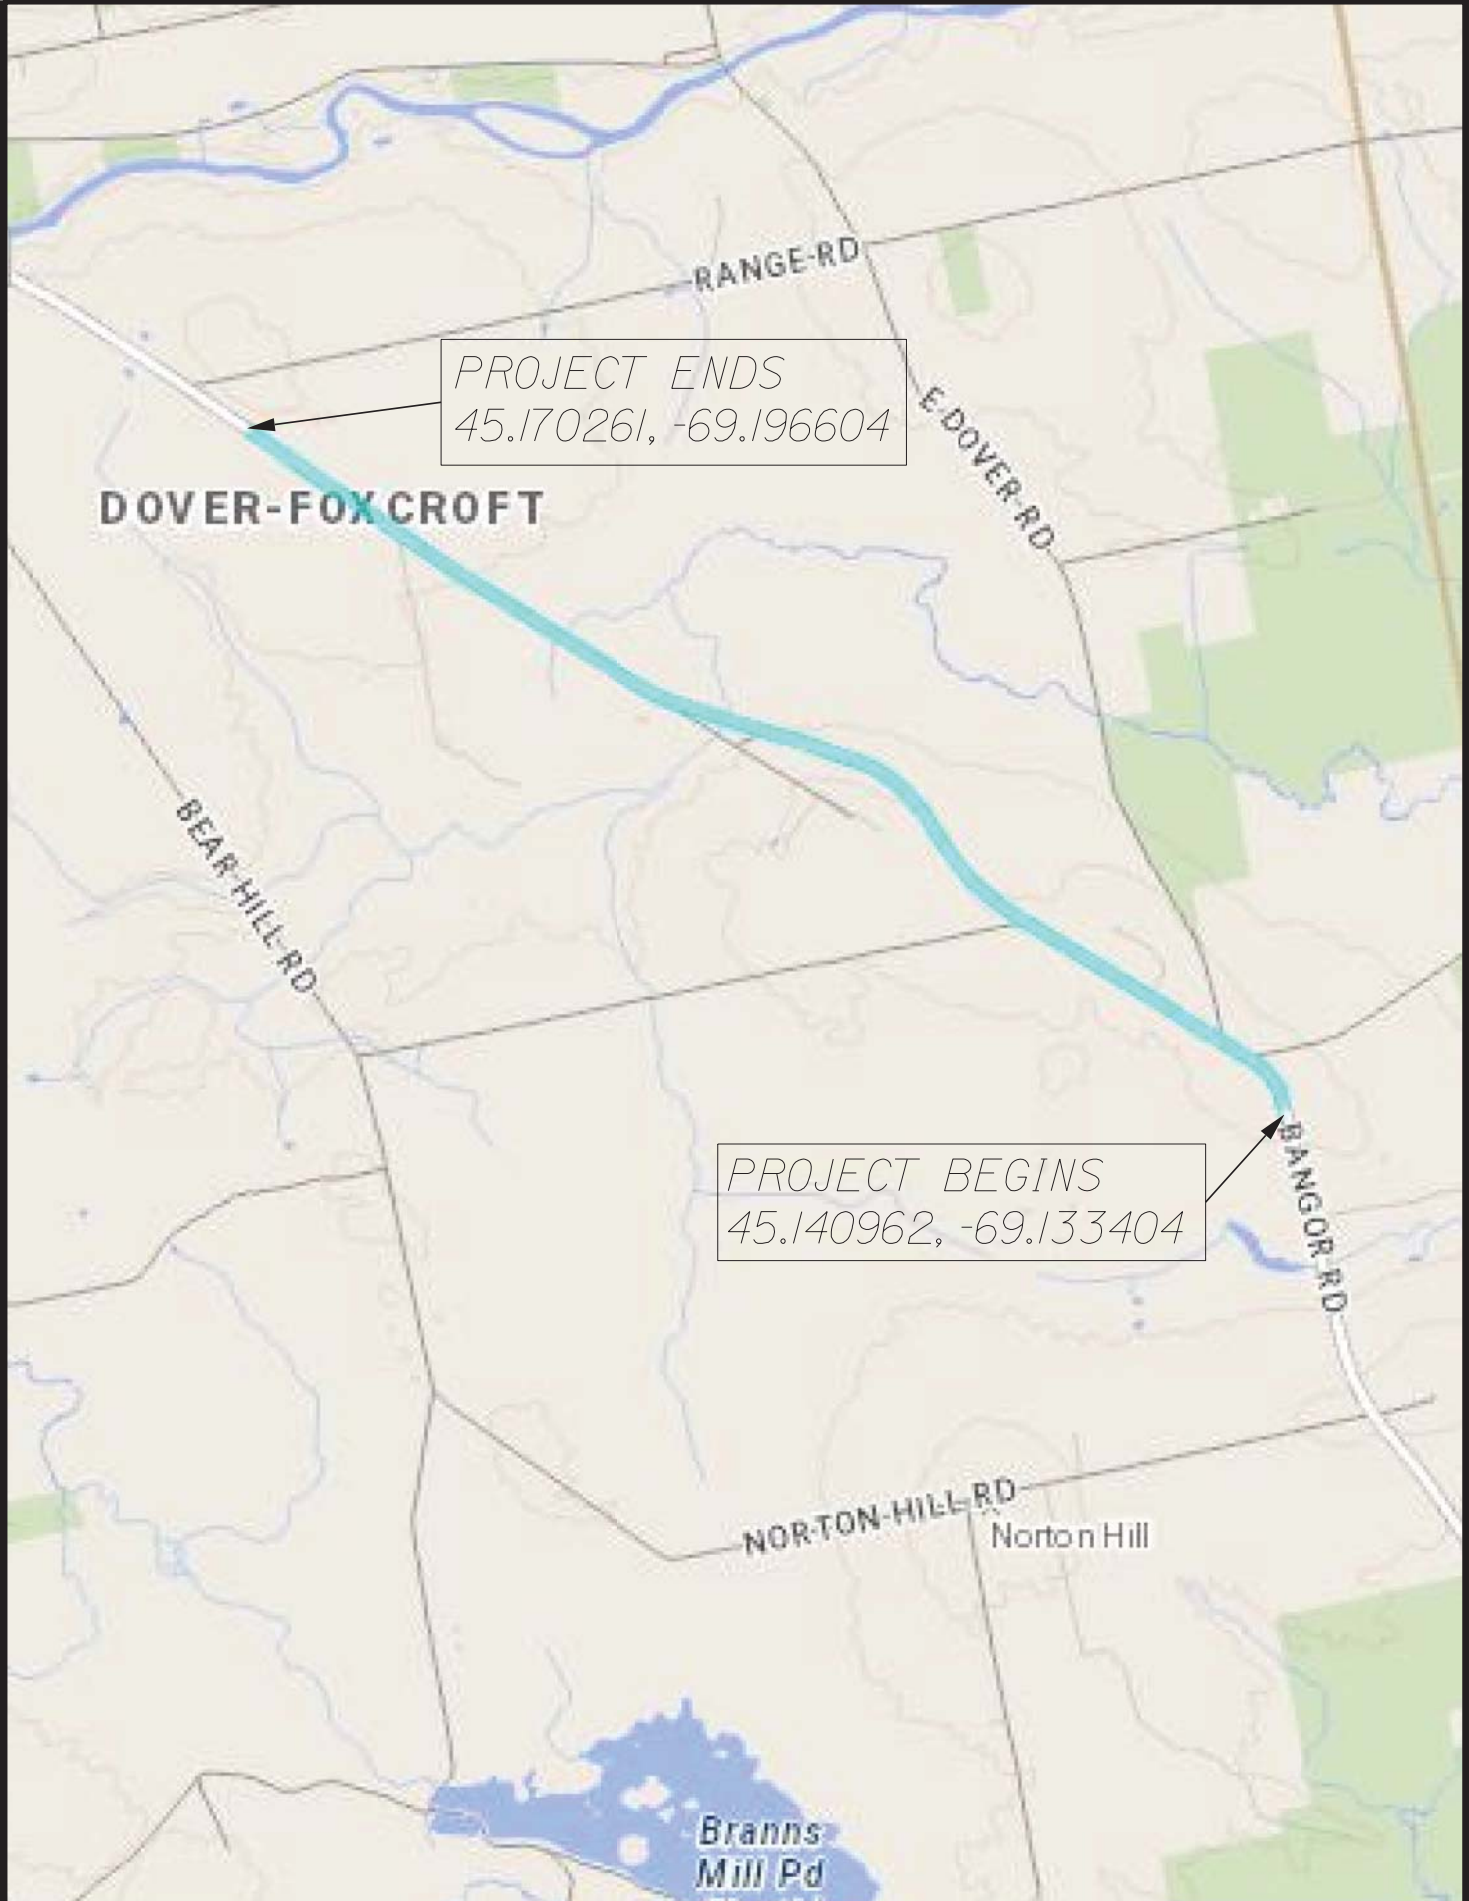 RANGE-RD
PROJECT ENDS
45.170261, -69.196604
E-DOVER-RD
DOVER-FOXCROFT
BEAR-HILL-RD
PROJECT BEGINS
45.140962, -69.133404
BANGOR-RD
NORTON-HILL-RD
Norton Hill
Branns
Mill Pd